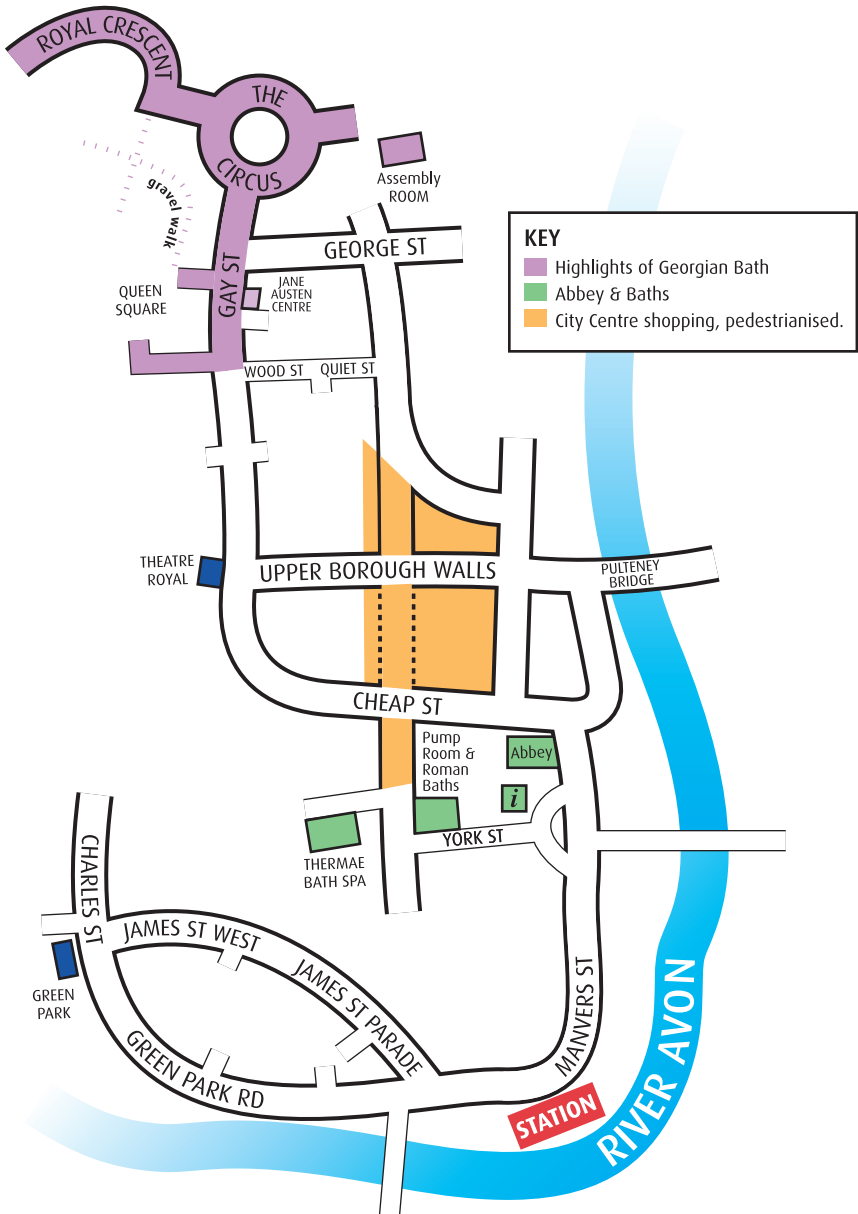 ROYAL CRESCENT
THE
CIRCUS
Assembly
ROOM
gravel walk
GEORGE ST
KEY
Highlights of Georgian Bath
Abbey & Baths
City Centre shopping, pedestrianised.
GAY ST
JANE
AUSTEN
CENTRE
QUEEN
SQUARE
WOOD ST
QUIET ST
THEATRE
ROYAL
UPPER BOROUGH WALLS
PULTENEY
BRIDGE
CHEAP ST
Pump
Room &
Roman
Baths
Abbey
i
YORK ST
THERMAE
BATH SPA
CHARLES ST
JAMES ST WEST
JAMES ST PARADE
GREEN
PARK
GREEN PARK RD
MANVERS ST
STATION
RIVER AVON